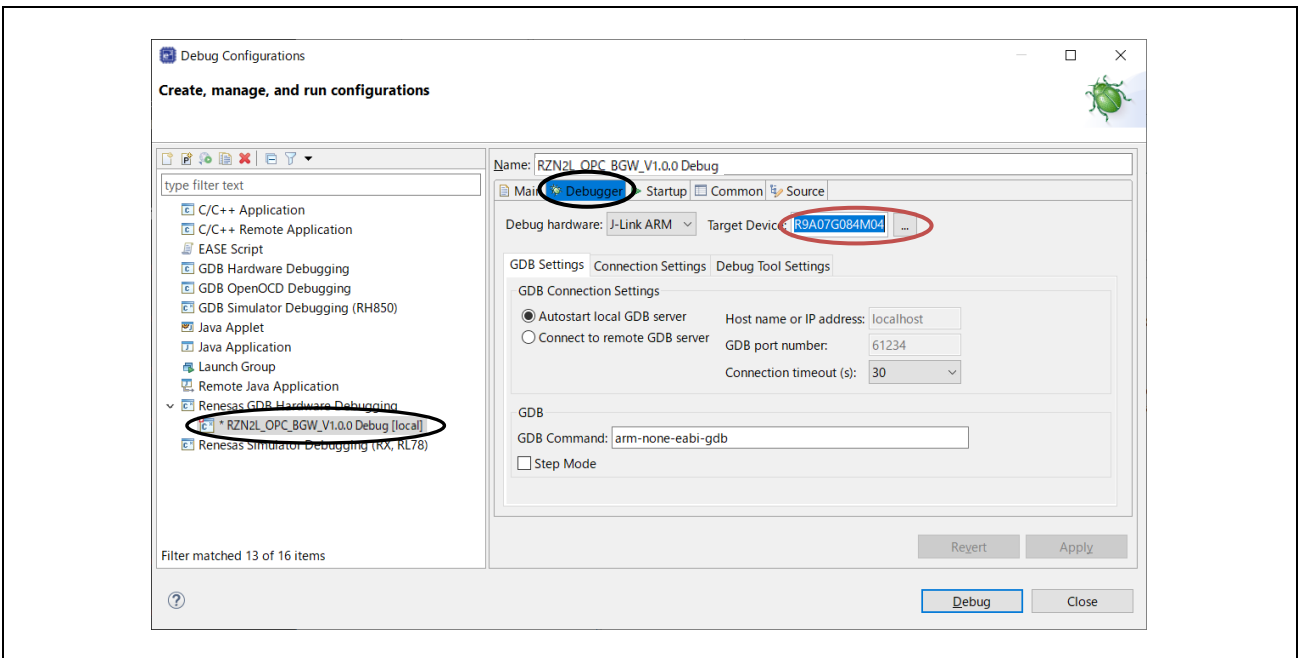 Debug Configurations
Create, manage, and run configurations
type filter text
C/C++ Application
C/C++ Remote Application
EASE Script
GDB Hardware Debugging
GDB OpenOCD Debugging
GDB Simulator Debugging (RH850)
Java Applet
Java Application
Launch Group
Remote Java Application
Renesas GDB Hardware Debugging
* RZN2L_OPC_BGW_V1.0.0 Debug [local]
Renesas Simulator Debugging (RX, RL78)
Filter matched 13 of 16 items
Name: RZN2L_OPC_BGW_V1.0.0 Debug
Main Debugger Startup Common Source
Debug hardware: J-Link ARM Target Device: R9A07G084M04 ...
GDB Settings Connection Settings Debug Tool Settings
GDB Connection Settings
Autostart local GDB server
Connect to remote GDB server
Host name or IP address: localhost
GDB port number: 61234
Connection timeout (s): 30
GDB
GDB Command: arm-none-eabi-gdb
Step Mode
Revert Apply
? Debug Close